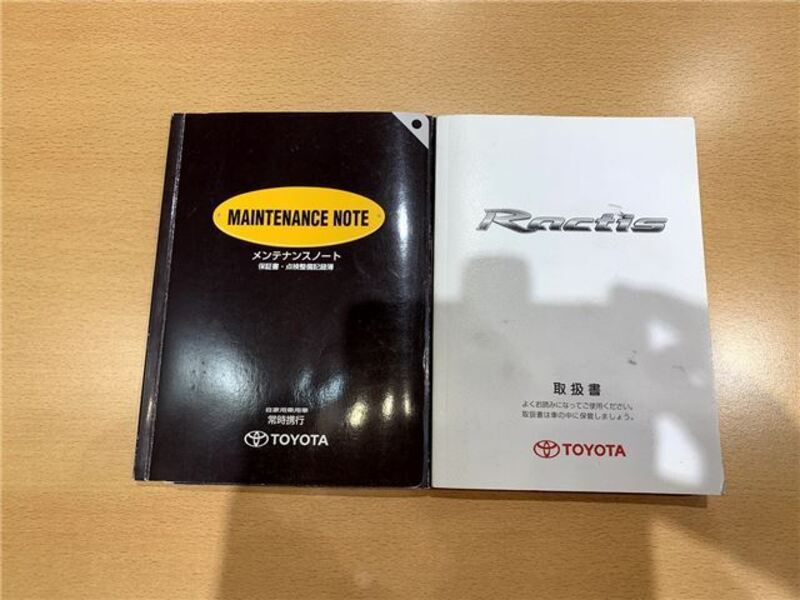 MAINTENANCE NOTE
メンテナンスノート
保証書・点検整備記録簿
自家用乗用車
常時携行
TOYOTA
Ractis
取扱書
よくお読みになってご使用ください。
取扱書は車の中に保管しましょう。
TOYOTA